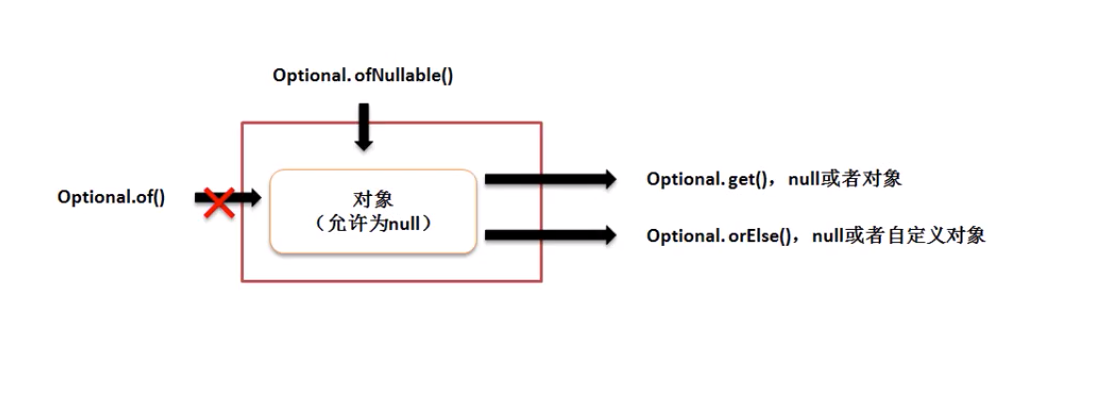 Optional.ofNullable()
Optional.of()
对象
（允许为null）
Optional.get()，null或者对象
Optional.orElse()，null或者自定义对象